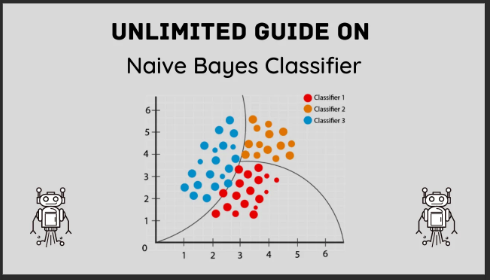 UNLIMITED GUIDE ON
Naive Bayes Classifier
Classifier 1
Classifier 2
Classifier 3
6
5
4
3
2
1
0
1 2 3 4 5 6